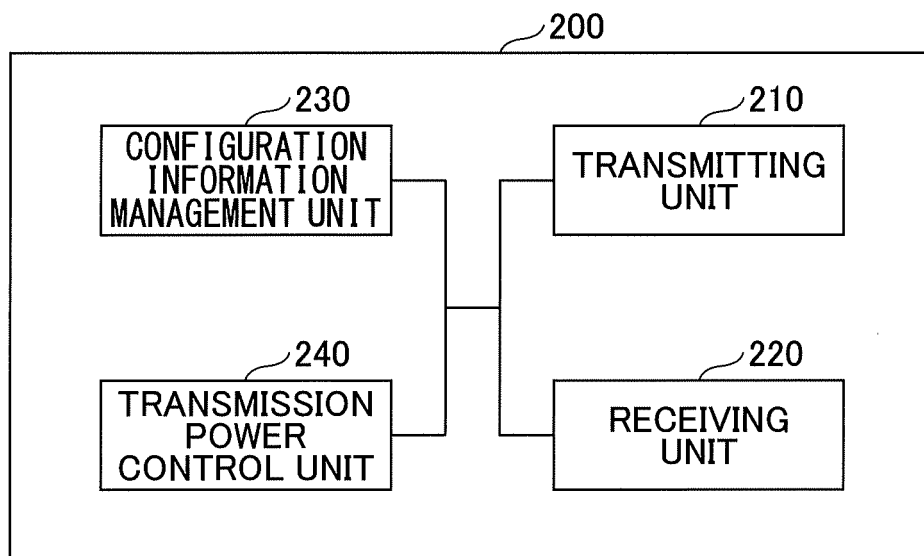 200
230
CONFIGURATION
INFORMATION
MANAGEMENT UNIT
210
TRANSMITTING
UNIT
240
TRANSMISSION
POWER
CONTROL UNIT
220
RECEIVING
UNIT